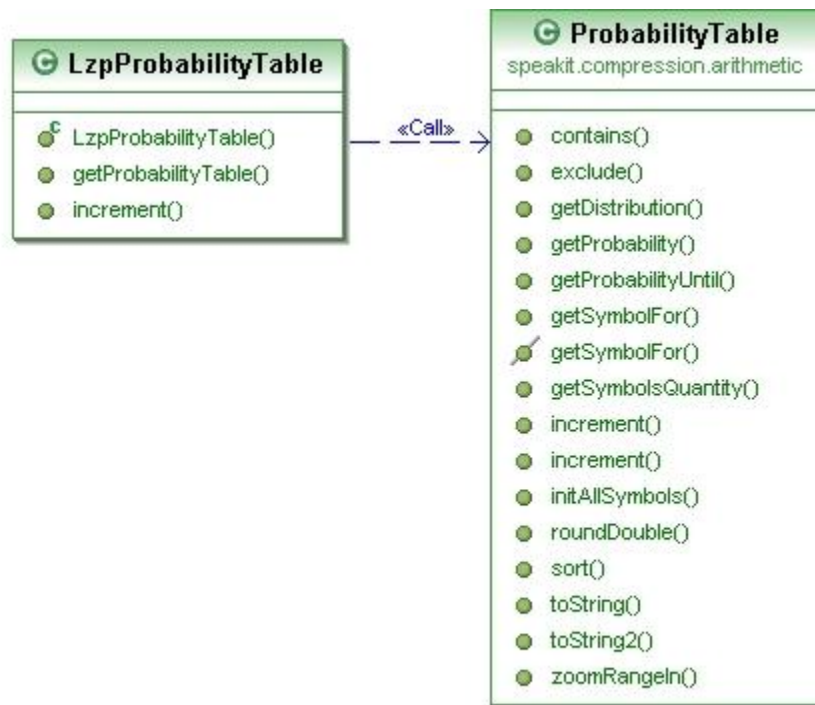 C LzpProbabilityTable
C LzpProbabilityTable()
getProbabilityTable()
increment()
«Call»
C ProbabilityTable
speakit.compression.arithmetic
contains()
exclude()
getDistribution()
getProbability()
getProbabilityUntil()
getSymbolFor()
getSymbolFor()
getSymbolsQuantity()
increment()
increment()
initAllSymbols()
roundDouble()
sort()
toString()
toString2()
zoomRangeIn()